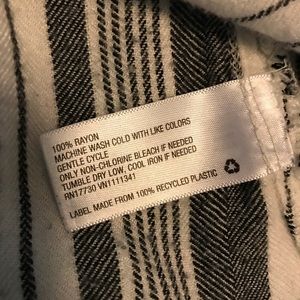 100% RAYON
MACHINE WASH COLD WITH LIKE COLORS
GENTLE CYCLE
ONLY NON-CHLORINE BLEACH IF NEEDED
TUMBLE DRY LOW, COOL IRON IF NEEDED
RN17730 VN1111341
LABEL MADE FROM 100% RECYCLED PLASTIC